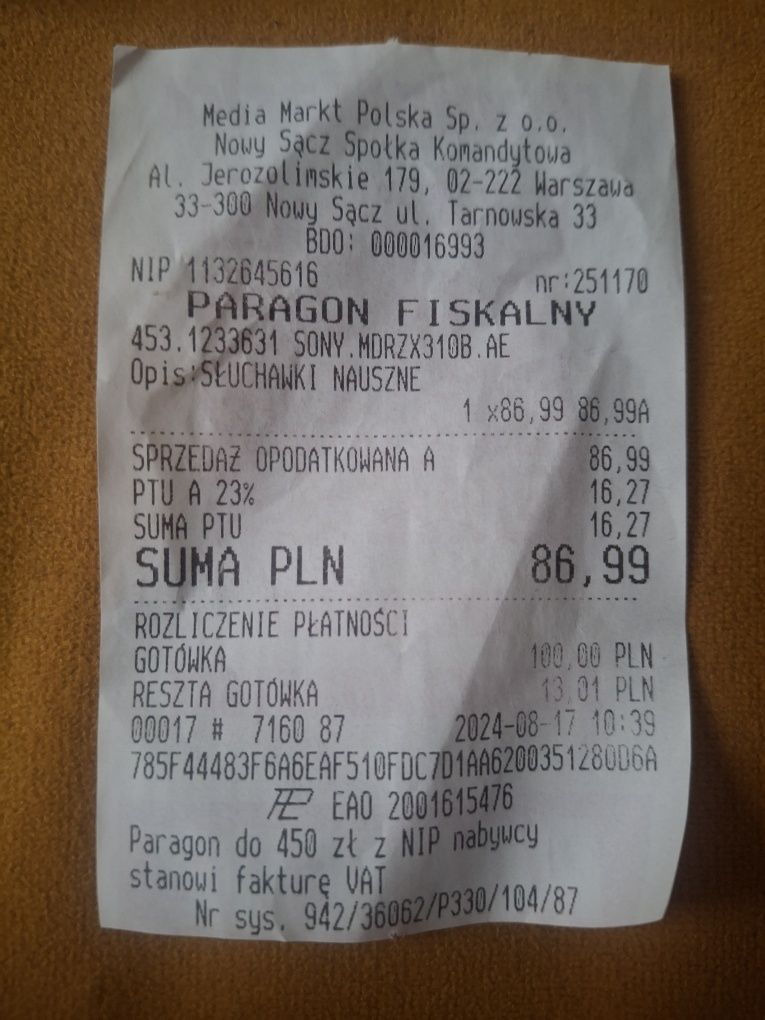 Media Markt Polska Sp. z o.o.
Nowy Sącz Społka Komandytowa
Al. Jerozolimskie 179, 02-222 Warszawa
33-300 Nowy Sącz ul. Tarnowska 33
BDO: 000016993
NIP 1132645616 nr:251170
PARAGON FISKALNY
453.1233631 SONY.MDRZX310B.AE
Opis:SŁUCHAWKI NAUSZNE
1 x86,99 86,99A
SPRZEDAŻ OPODATKOWANA A 86,99
PTU A 23% 16,27
SUMA PTU 16,27
SUMA PLN 86,99
ROZLICZENIE PŁATNOŚCI
GOTÓWKA 100,00 PLN
RESZTA GOTÓWKA 13,01 PLN
00017 # 7160 87 2024-08-17 10:39
785F44483F6A6EAF510FDC7D1AA6200351280D6A
EAO 2001615476
Paragon do 450 zł z NIP nabywcy
stanowi fakturę VAT
Nr sys. 942/36062/P330/104/87